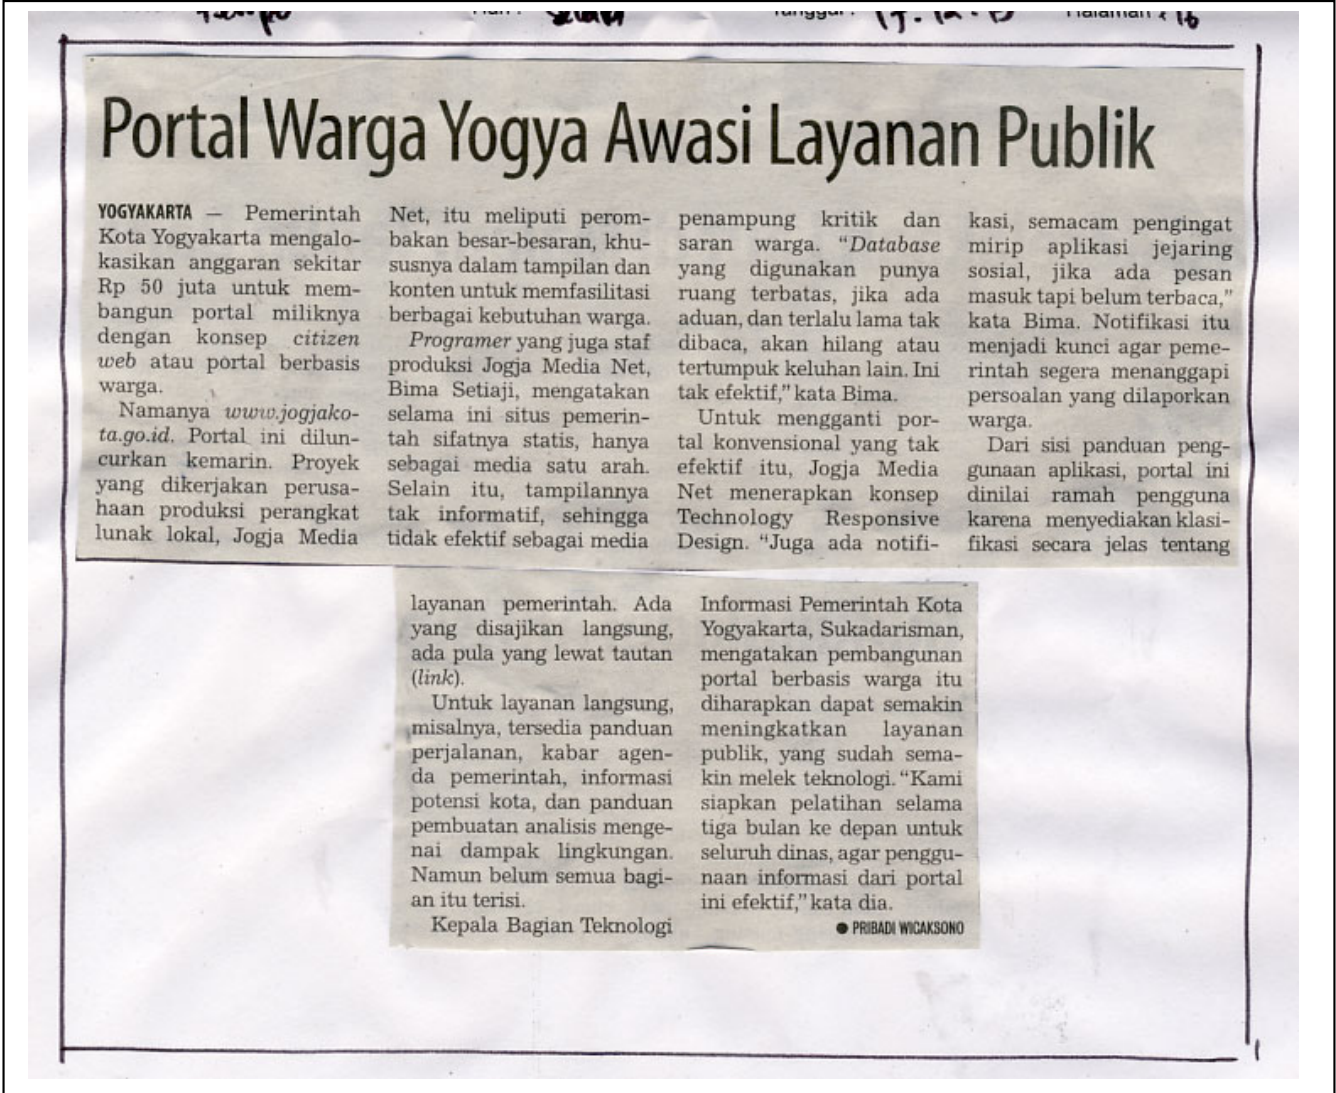 Tempo
Selasa
Halaman : 16
Portal Warga Yogya Awasi Layanan Publik
YOGYAKARTA — Pemerintah
Kota Yogyakarta mengalo-
kasikan anggaran sekitar
Rp 50 juta untuk mem-
bangun portal miliknya
dengan konsep citizen
web atau portal berbasis
warga.
Namanya www.jogjako-
ta.go.id. Portal ini dilun-
curkan kemarin. Proyek
yang dikerjakan perusa-
haan produksi perangkat
lunak lokal, Jogja Media
Net, itu meliputi perom-
bakan besar-besaran, khu-
susnya dalam tampilan dan
konten untuk memfasilitasi
berbagai kebutuhan warga.
Programer yang juga staf
produksi Jogja Media Net,
Bima Setiaji, mengatakan
selama ini situs pemerin-
tah sifatnya statis, hanya
sebagai media satu arah.
Selain itu, tampilannya
tak informatif, sehingga
tidak efektif sebagai media
penampung kritik dan
saran warga. “Database
yang digunakan punya
ruang terbatas, jika ada
aduan, dan terlalu lama tak
dibaca, akan hilang atau
tertumpuk keluhan lain. Ini
tak efektif,” kata Bima.
Untuk mengganti por-
tal konvensional yang tak
efektif itu, Jogja Media
Net menerapkan konsep
Technology Responsive
Design. “Juga ada notifi-
kasi, semacam pengingat
mirip aplikasi jejaring
sosial, jika ada pesan
masuk tapi belum terbaca,”
kata Bima. Notifikasi itu
menjadi kunci agar peme-
rintah segera menanggapi
persoalan yang dilaporkan
warga.
Dari sisi panduan peng-
gunaan aplikasi, portal ini
dinilai ramah pengguna
karena menyediakan klasi-
fikasi secara jelas tentang
layanan pemerintah. Ada
yang disajikan langsung,
ada pula yang lewat tautan
(link).
Untuk layanan langsung,
misalnya, tersedia panduan
perjalanan, kabar agen-
da pemerintah, informasi
potensi kota, dan panduan
pembuatan analisis menge-
nai dampak lingkungan.
Namun belum semua bagi-
an itu terisi.
Kepala Bagian Teknologi
Informasi Pemerintah Kota
Yogyakarta, Sukadarisman,
mengatakan pembangunan
portal berbasis warga itu
diharapkan dapat semakin
meningkatkan layanan
publik, yang sudah sema-
kin melek teknologi. “Kami
siapkan pelatihan selama
tiga bulan ke depan untuk
seluruh dinas, agar penggu-
naan informasi dari portal
ini efektif,” kata dia.
● PRIBADI WICAKSONO